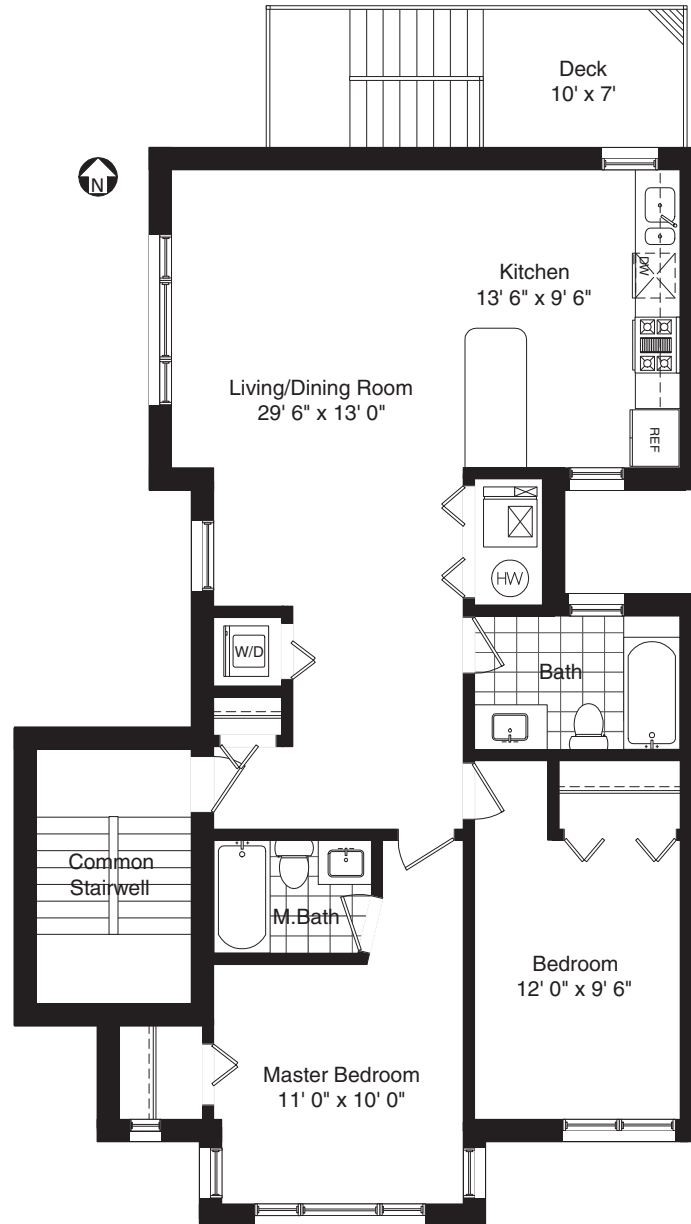 Deck
10' x 7'
N
Kitchen
13' 6" x 9' 6"
DW
Living/Dining Room
29' 6" x 13' 0"
REF
HW
W/D
Bath
Common
Stairwell
M.Bath
Bedroom
12' 0" x 9' 6"
Master Bedroom
11' 0" x 10' 0"